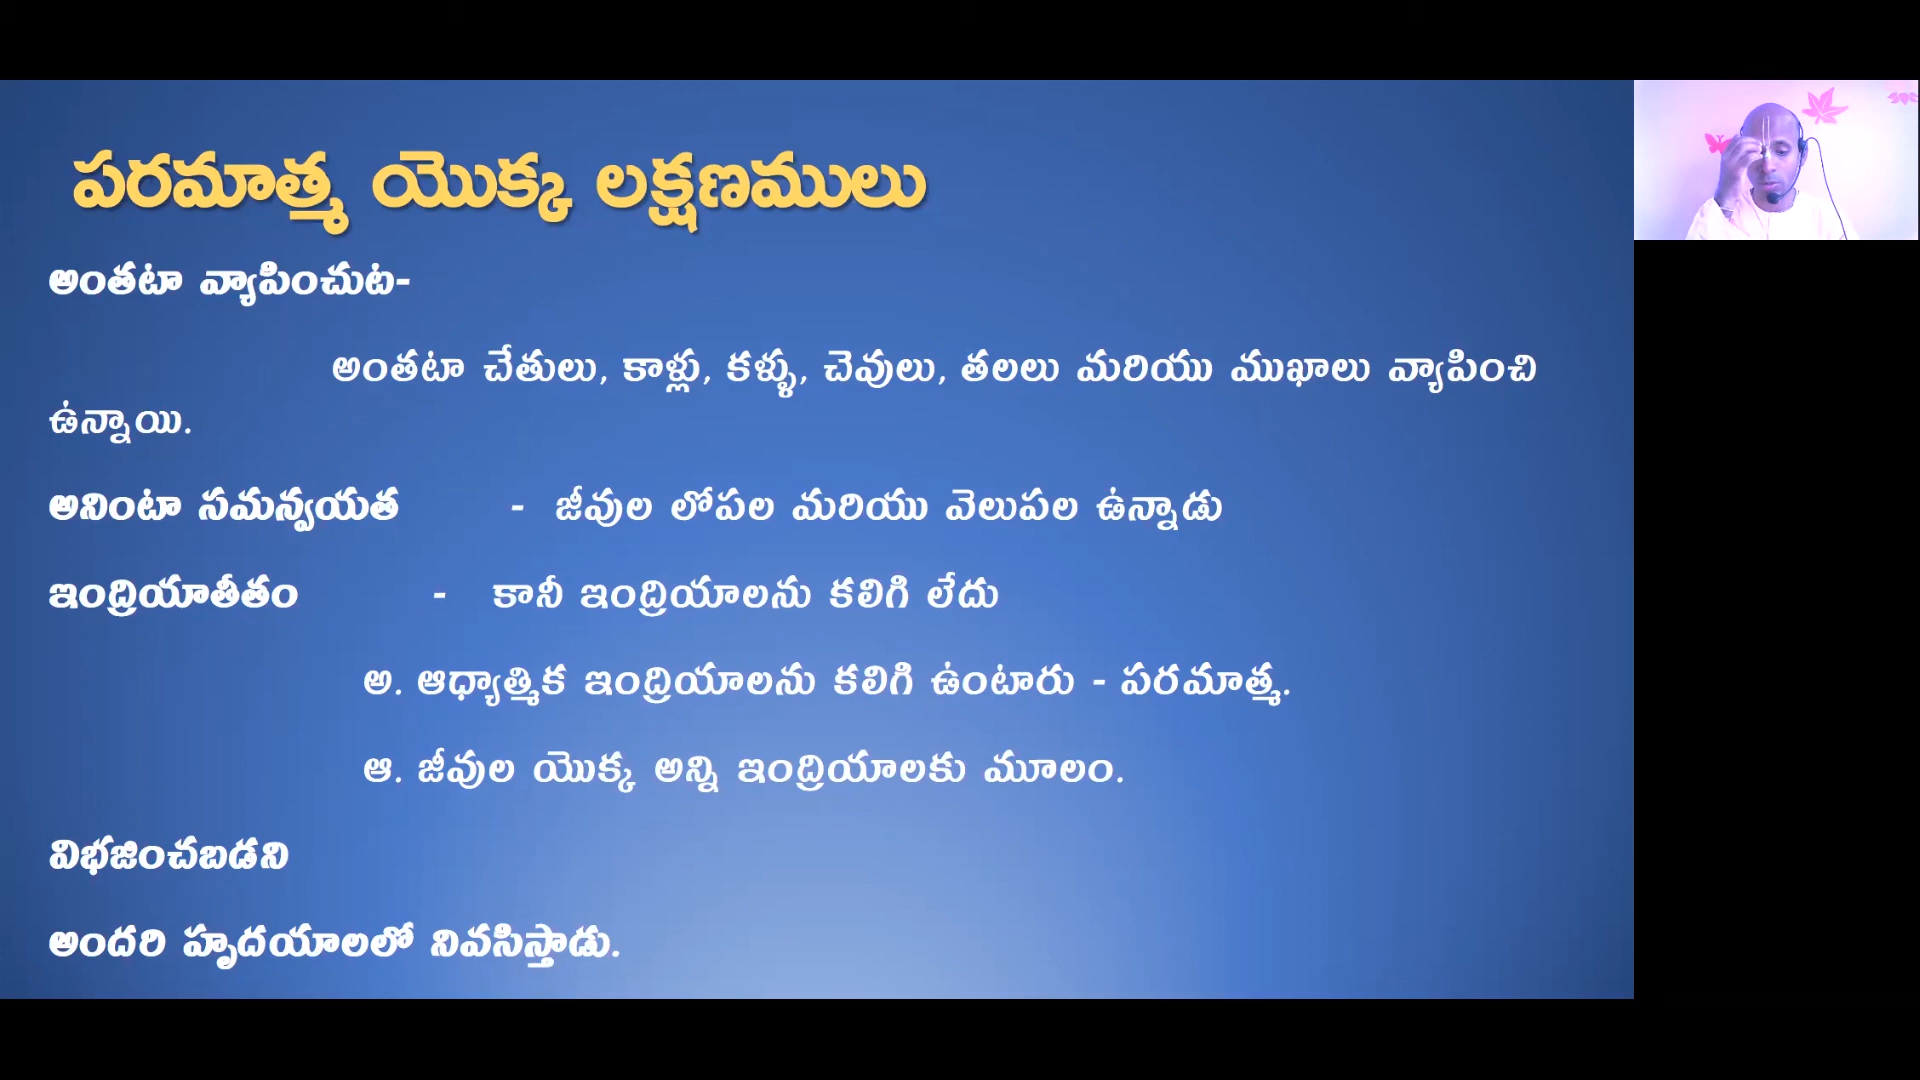 పరమాత్మ యొక్క లక్షణములు
అంతటా వ్యాపించుట-
అంతటా చేతులు, కాళ్లు, కళ్ళు, చెవులు, తలలు మరియు ముఖాలు వ్యాపించి
ఉన్నాయి.
అనింటా సమన్వయత - జీవుల లోపల మరియు వెలుపల ఉన్నాడు
ఇంద్రియాతీతం - కానీ ఇంద్రియాలను కలిగి లేదు
అ. ఆధ్యాత్మిక ఇంద్రియాలను కలిగి ఉంటారు - పరమాత్మ.
ఆ. జీవుల యొక్క అన్ని ఇంద్రియాలకు మూలం.
విభజించబడని
అందరి హృదయాలలో నివసిస్తాడు.